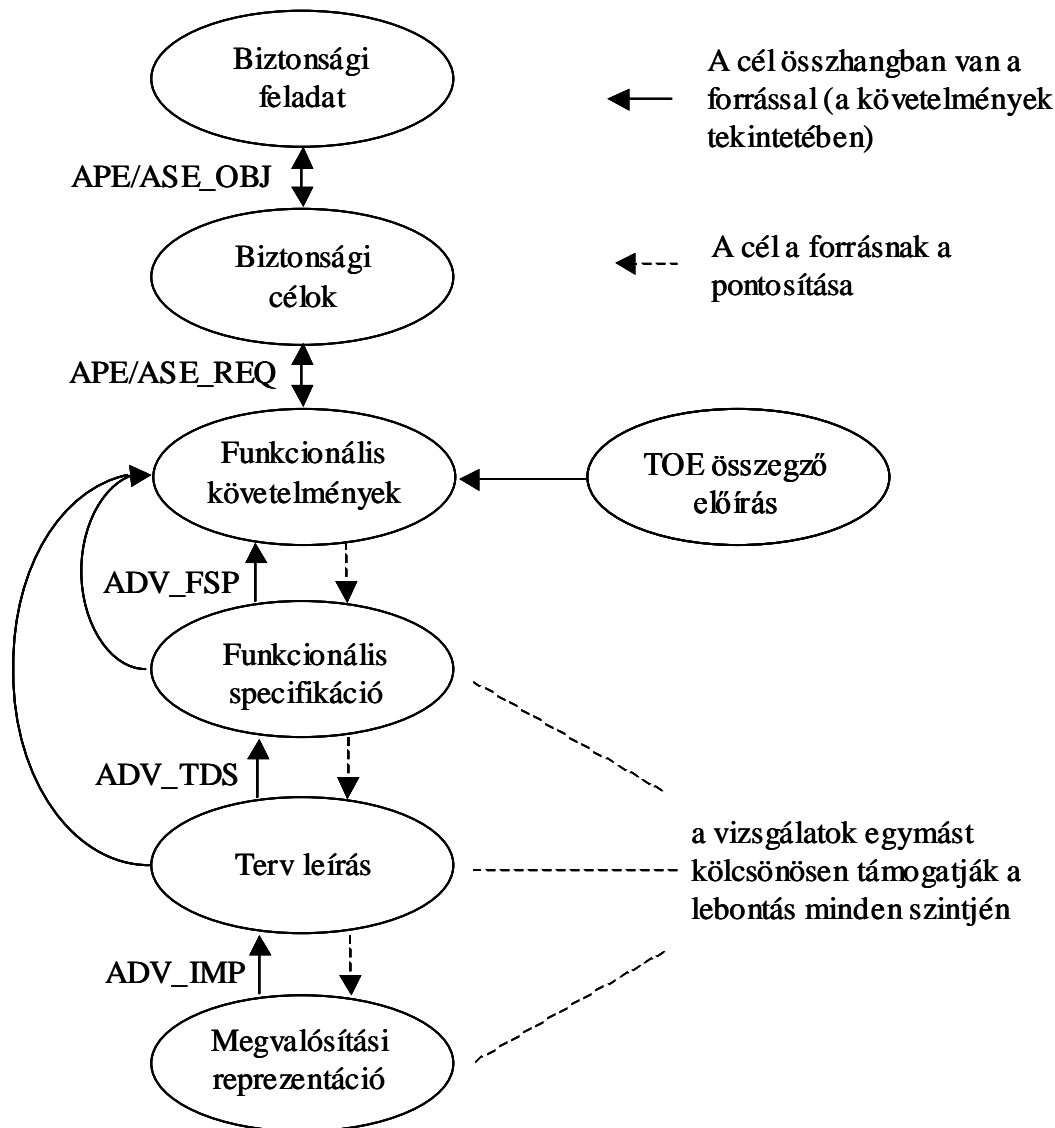 Biztonsági
feladat
A cél összhangban van a
forrással (a követelmények
tekintetében)
APE/ASE_OBJ
Biztonsági
célok
A cél a forrásnak a
pontosítása
APE/ASE_REQ
Funkcionális
követelmények
TOE összegző
előírás
ADV_FSP
Funkcionális
specifikáció
ADV_TDS
Terv leírás
a vizsgálatok egymást
kölcsönösen támogatják a
lebontás minden szintjén
ADV_IMP
Megvalósítási
reprezentáció